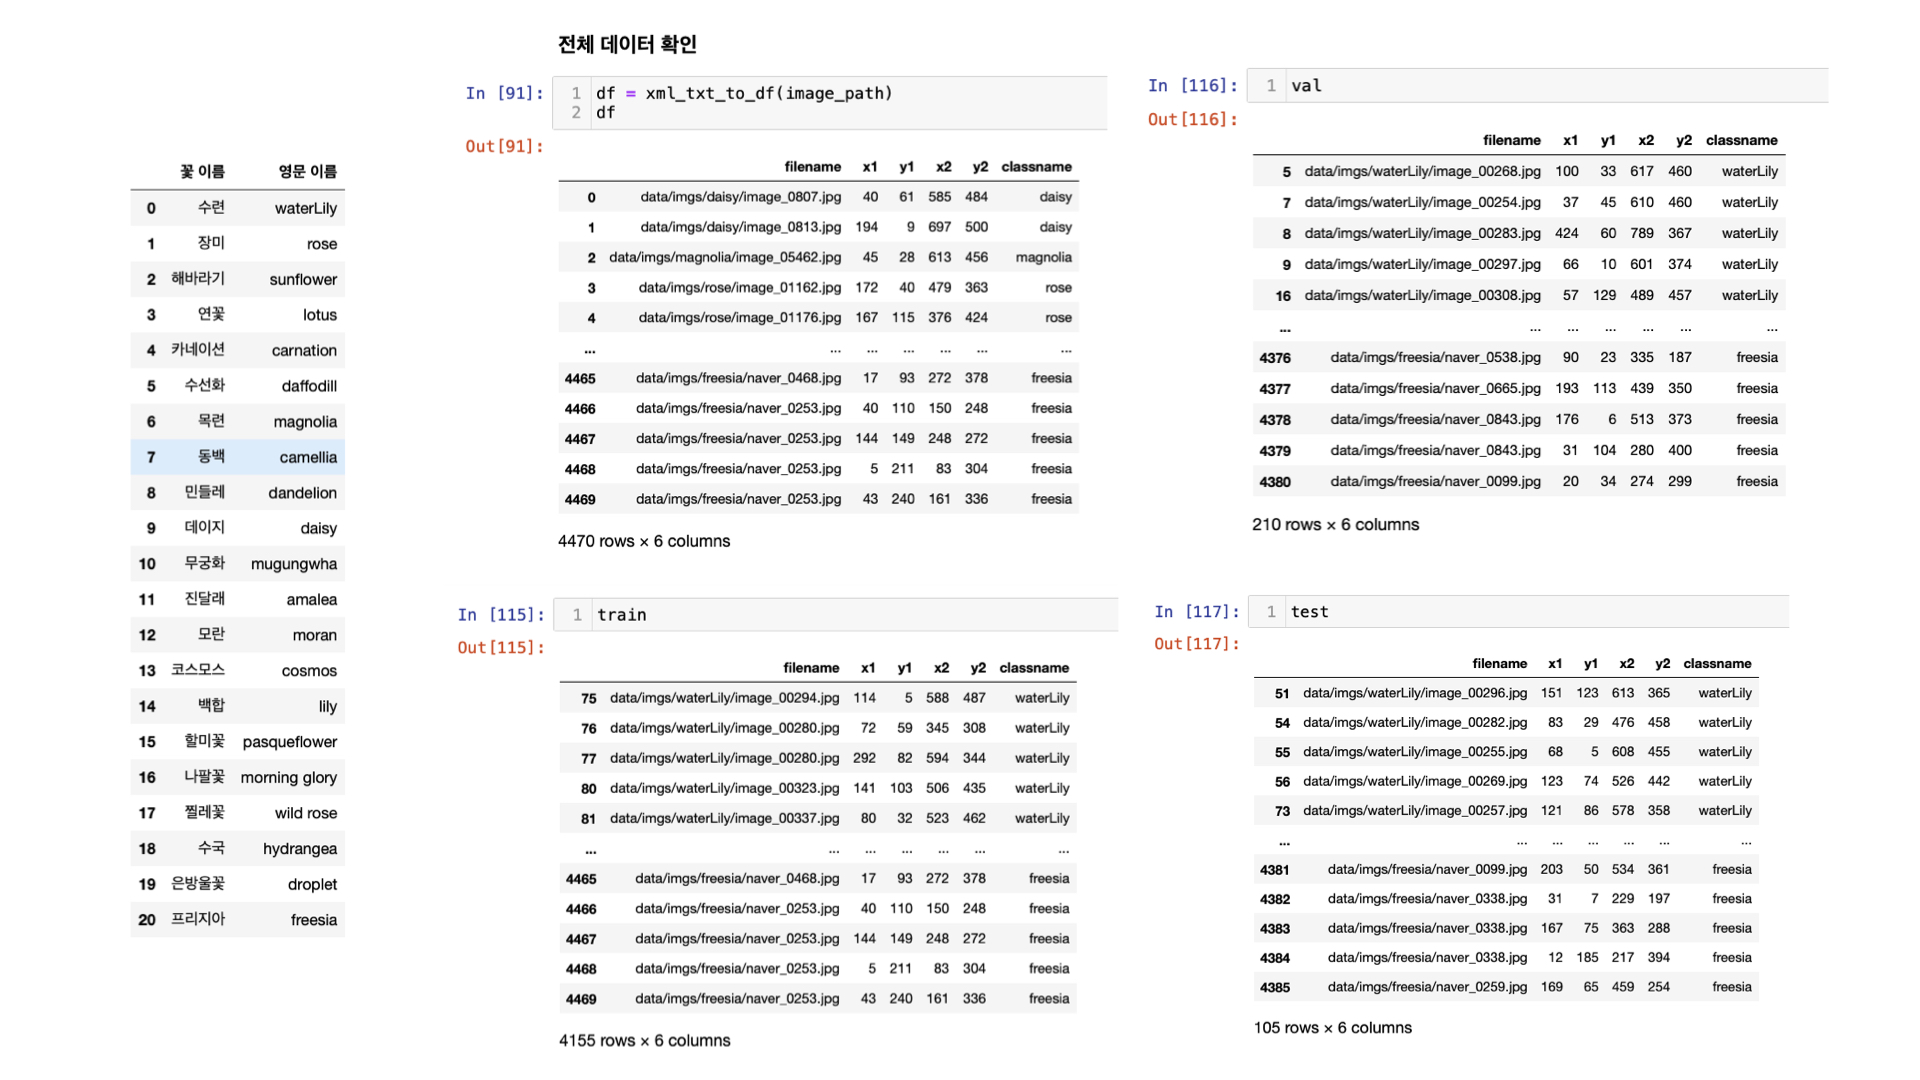 전체 데이터 확인
꽃 이름 영문 이름
0 수련 waterLily
1 장미 rose
2 해바라기 sunflower
3 연꽃 lotus
4 카네이션 carnation
5 수선화 daffodill
6 목련 magnolia
7 동백 camellia
8 민들레 dandelion
9 데이지 daisy
10 무궁화 mugungwha
11 진달래 amalea
12 모란 moran
13 코스모스 cosmos
14 백합 lily
15 할미꽃 pasqueflower
16 나팔꽃 morning glory
17 찔레꽃 wild rose
18 수국 hydrangea
19 은방울꽃 droplet
20 프리지아 freesia
In [91]: 1 df = xml_txt_to_df(image_path)
2 df
Out[91]:
filename x1 y1 x2 y2 classname
0 data/imgs/daisy/image_0807.jpg 40 61 585 484 daisy
1 data/imgs/daisy/image_0813.jpg 194 9 697 500 daisy
2 data/imgs/magnolia/image_05462.jpg 45 28 613 456 magnolia
3 data/imgs/rose/image_01162.jpg 172 40 479 363 rose
4 data/imgs/rose/image_01176.jpg 167 115 376 424 rose
... ... ... ... ... ... ...
4465 data/imgs/freesia/naver_0468.jpg 17 93 272 378 freesia
4466 data/imgs/freesia/naver_0253.jpg 40 110 150 248 freesia
4467 data/imgs/freesia/naver_0253.jpg 144 149 248 272 freesia
4468 data/imgs/freesia/naver_0253.jpg 5 211 83 304 freesia
4469 data/imgs/freesia/naver_0253.jpg 43 240 161 336 freesia
4470 rows × 6 columns
In [115]: 1 train
Out[115]:
filename x1 y1 x2 y2 classname
75 data/imgs/waterLily/image_00294.jpg 114 5 588 487 waterLily
76 data/imgs/waterLily/image_00280.jpg 72 59 345 308 waterLily
77 data/imgs/waterLily/image_00280.jpg 292 82 594 344 waterLily
80 data/imgs/waterLily/image_00323.jpg 141 103 506 435 waterLily
81 data/imgs/waterLily/image_00337.jpg 80 32 523 462 waterLily
... ... ... ... ... ... ...
4465 data/imgs/freesia/naver_0468.jpg 17 93 272 378 freesia
4466 data/imgs/freesia/naver_0253.jpg 40 110 150 248 freesia
4467 data/imgs/freesia/naver_0253.jpg 144 149 248 272 freesia
4468 data/imgs/freesia/naver_0253.jpg 5 211 83 304 freesia
4469 data/imgs/freesia/naver_0253.jpg 43 240 161 336 freesia
4155 rows × 6 columns
In [116]: 1 val
Out[116]:
filename x1 y1 x2 y2 classname
5 data/imgs/waterLily/image_00268.jpg 100 33 617 460 waterLily
7 data/imgs/waterLily/image_00254.jpg 37 45 610 460 waterLily
8 data/imgs/waterLily/image_00283.jpg 424 60 789 367 waterLily
9 data/imgs/waterLily/image_00297.jpg 66 10 601 374 waterLily
16 data/imgs/waterLily/image_00308.jpg 57 129 489 457 waterLily
... ... ... ... ... ... ...
4376 data/imgs/freesia/naver_0538.jpg 90 23 335 187 freesia
4377 data/imgs/freesia/naver_0665.jpg 193 113 439 350 freesia
4378 data/imgs/freesia/naver_0843.jpg 176 6 513 373 freesia
4379 data/imgs/freesia/naver_0843.jpg 31 104 280 400 freesia
4380 data/imgs/freesia/naver_0099.jpg 20 34 274 299 freesia
210 rows × 6 columns
In [117]: 1 test
Out[117]:
filename x1 y1 x2 y2 classname
51 data/imgs/waterLily/image_00296.jpg 151 123 613 365 waterLily
54 data/imgs/waterLily/image_00282.jpg 83 29 476 458 waterLily
55 data/imgs/waterLily/image_00255.jpg 68 5 608 455 waterLily
56 data/imgs/waterLily/image_00269.jpg 123 74 526 442 waterLily
73 data/imgs/waterLily/image_00257.jpg 121 86 578 358 waterLily
... ... ... ... ... ... ...
4381 data/imgs/freesia/naver_0099.jpg 203 50 534 361 freesia
4382 data/imgs/freesia/naver_0338.jpg 31 7 229 197 freesia
4383 data/imgs/freesia/naver_0338.jpg 167 75 363 288 freesia
4384 data/imgs/freesia/naver_0338.jpg 12 185 217 394 freesia
4385 data/imgs/freesia/naver_0259.jpg 169 65 459 254 freesia
105 rows × 6 columns